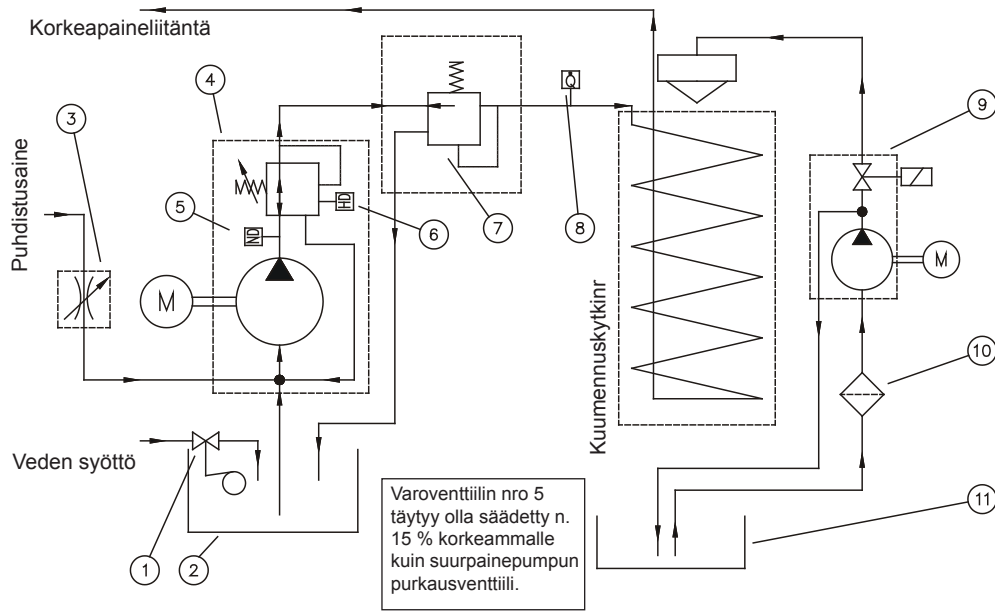 Korkeapaineliitäntä
4
3
9
Puhdistusaine
5
HD
6
7
Q
8
ND
M
M
10
Kuumennuskytkinr
Veden syöttö
1
2
Varoventtiilin nro 5
täytyy olla säädetty n.
15 % korkeammalle
kuin suurpainepumpun
purkausventtiili.
11